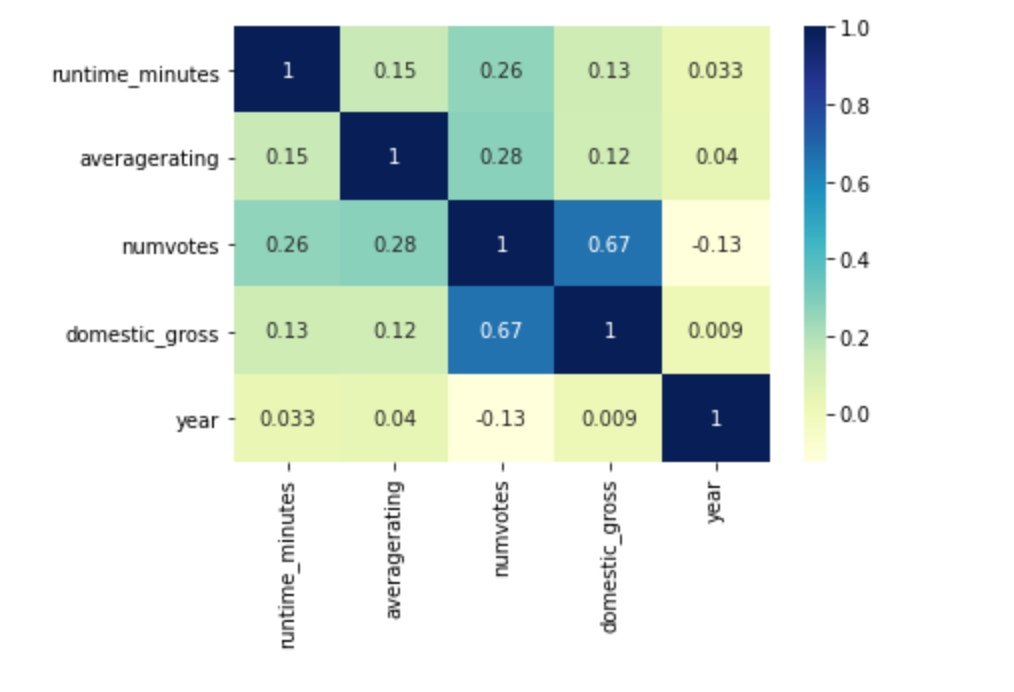 1.0
runtime_minutes 1 0.15 0.26 0.13 0.033
0.8
averagerating 0.15 1 0.28 0.12 0.04
0.6
numvotes 0.26 0.28 1 0.67 -0.13
0.4
domestic_gross 0.13 0.12 0.67 1 0.009
0.2
year 0.033 0.04 -0.13 0.009 1
0.0
runtime_minutes
averagerating
numvotes
domestic_gross
year